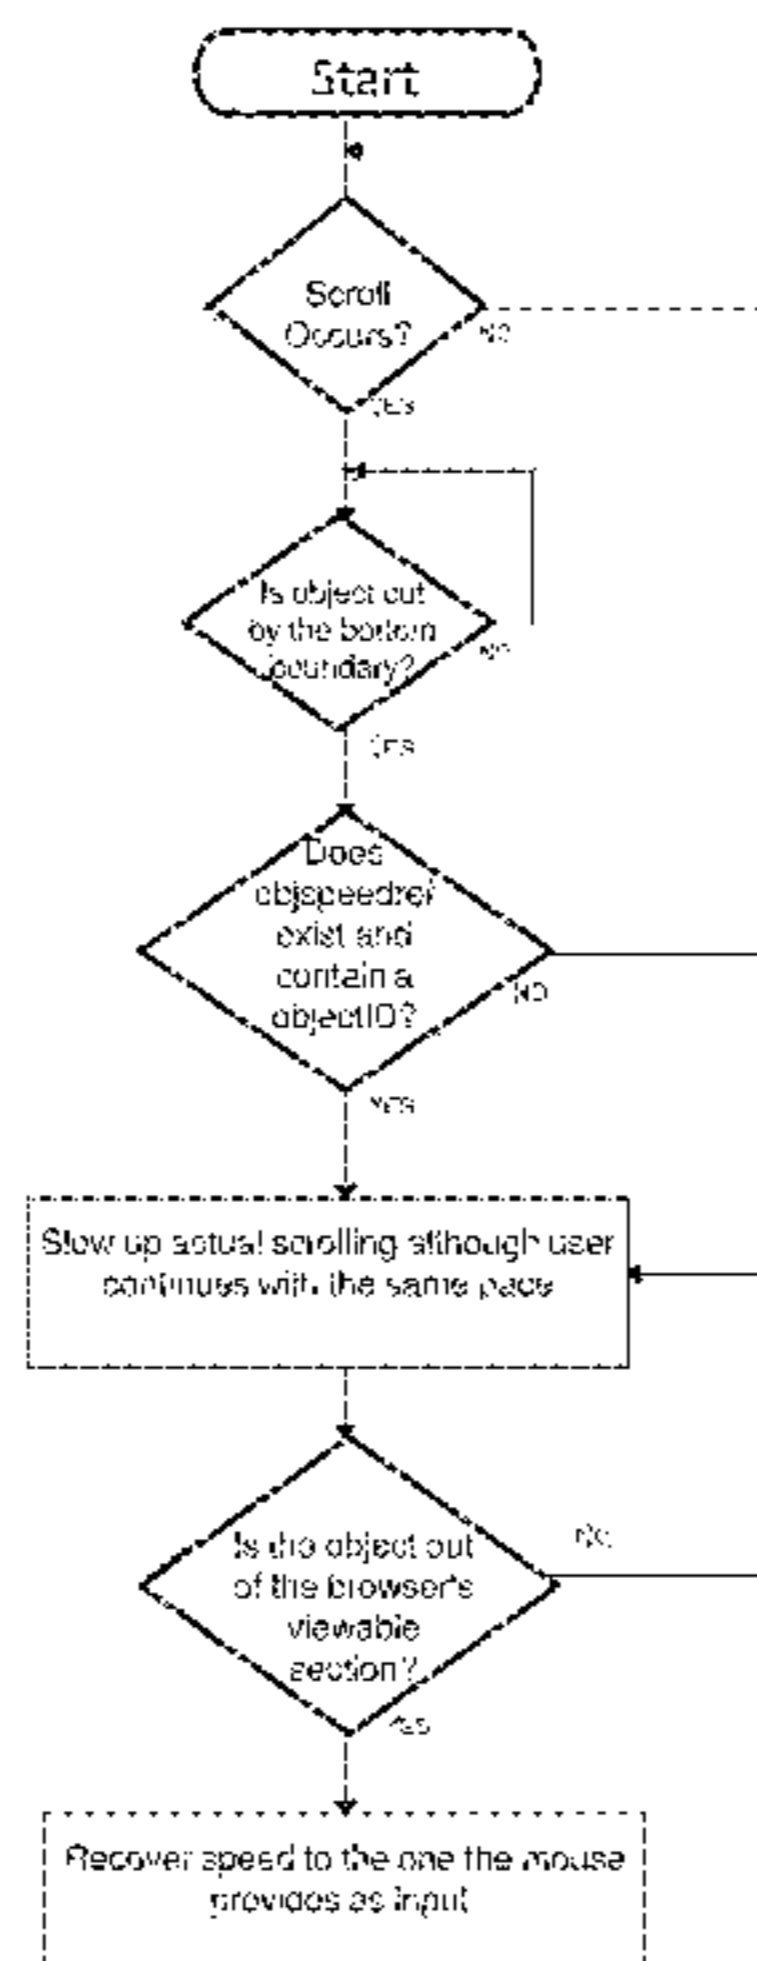 Start
Scroll
Occurs?
NO
YES
Is object out
by the bottom
boundary?
NO
YES
Does
objspeedref
exist and
contain a
objectID?
NO
YES
Slow up actual scrolling although user
continues with the same pace
Is the object out
of the browser's
viewable
section?
NO
YES
Recover speed to the one the mouse
provides as input